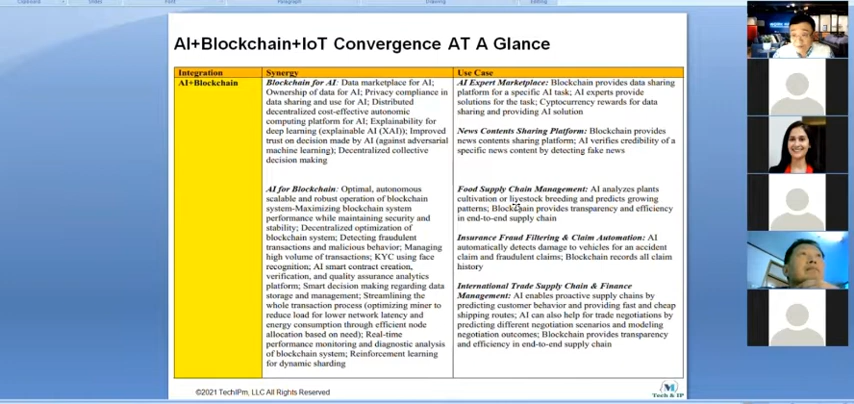 AI+Blockchain+IoT Convergence AT A Glance
Integration
Synergy
Use Case
AI+Blockchain
Blockchain for AI: Data marketplace for AI;
Ownership of data for AI; Privacy compliance in
data sharing and use for AI; Distributed
decentralized cost-effective autonomic
computing platform for AI; Explainability for
deep learning (explainable AI (XAI)); Improved
trust on decision made by AI (against adversarial
machine learning); Decentralized collective
decision making
AI Expert Marketplace: Blockchain provides data sharing
platform for a specific AI task; AI experts provide
solutions for the task; Cyptocurrency rewards for data
sharing and providing AI solution
News Contents Sharing Platform: Blockchain provides
news contents sharing platform; AI verifies credibility of a
specific news content by detecting fake news
AI for Blockchain: Optimal, autonomous
scalable and robust operation of blockchain
system-Maximizing blockchain system
performance while maintaining security and
stability; Decentralized optimization of
blockchain system; Detecting fraudulent
transactions and malicious behavior; Managing
high volume of transactions; KYC using face
recognition; AI smart contract creation,
verification, and quality assurance analytics
platform; Smart decision making regarding data
storage and management; Streamlining the
whole transaction process (optimizing miner to
reduce load for lower network latency and
energy consumption through efficient node
allocation based on need); Real-time
performance monitoring and diagnostic analysis
of blockchain system; Reinforcement learning
for dynamic sharding
Food Supply Chain Management: AI analyzes plants
cultivation or livestock breeding and predicts growing
patterns; Blockchain provides transparency and efficiency
in end-to-end supply chain
Insurance Fraud Filtering & Claim Automation: AI
automatically detects damage to vehicles for an accident
claim and fraudulent claims; Blockchain records all claim
history
International Trade Supply Chain & Finance
Management: AI enables proactive supply chains by
predicting customer behavior and providing fast and cheap
shipping routes; AI can also help for trade negotiations by
predicting different negotiation scenarios and modeling
negotiation outcomes; Blockchain provides transparency
and efficiency in end-to-end supply chain
©2021 TechIPm, LLC All Rights Reserved
M
Tech & IP